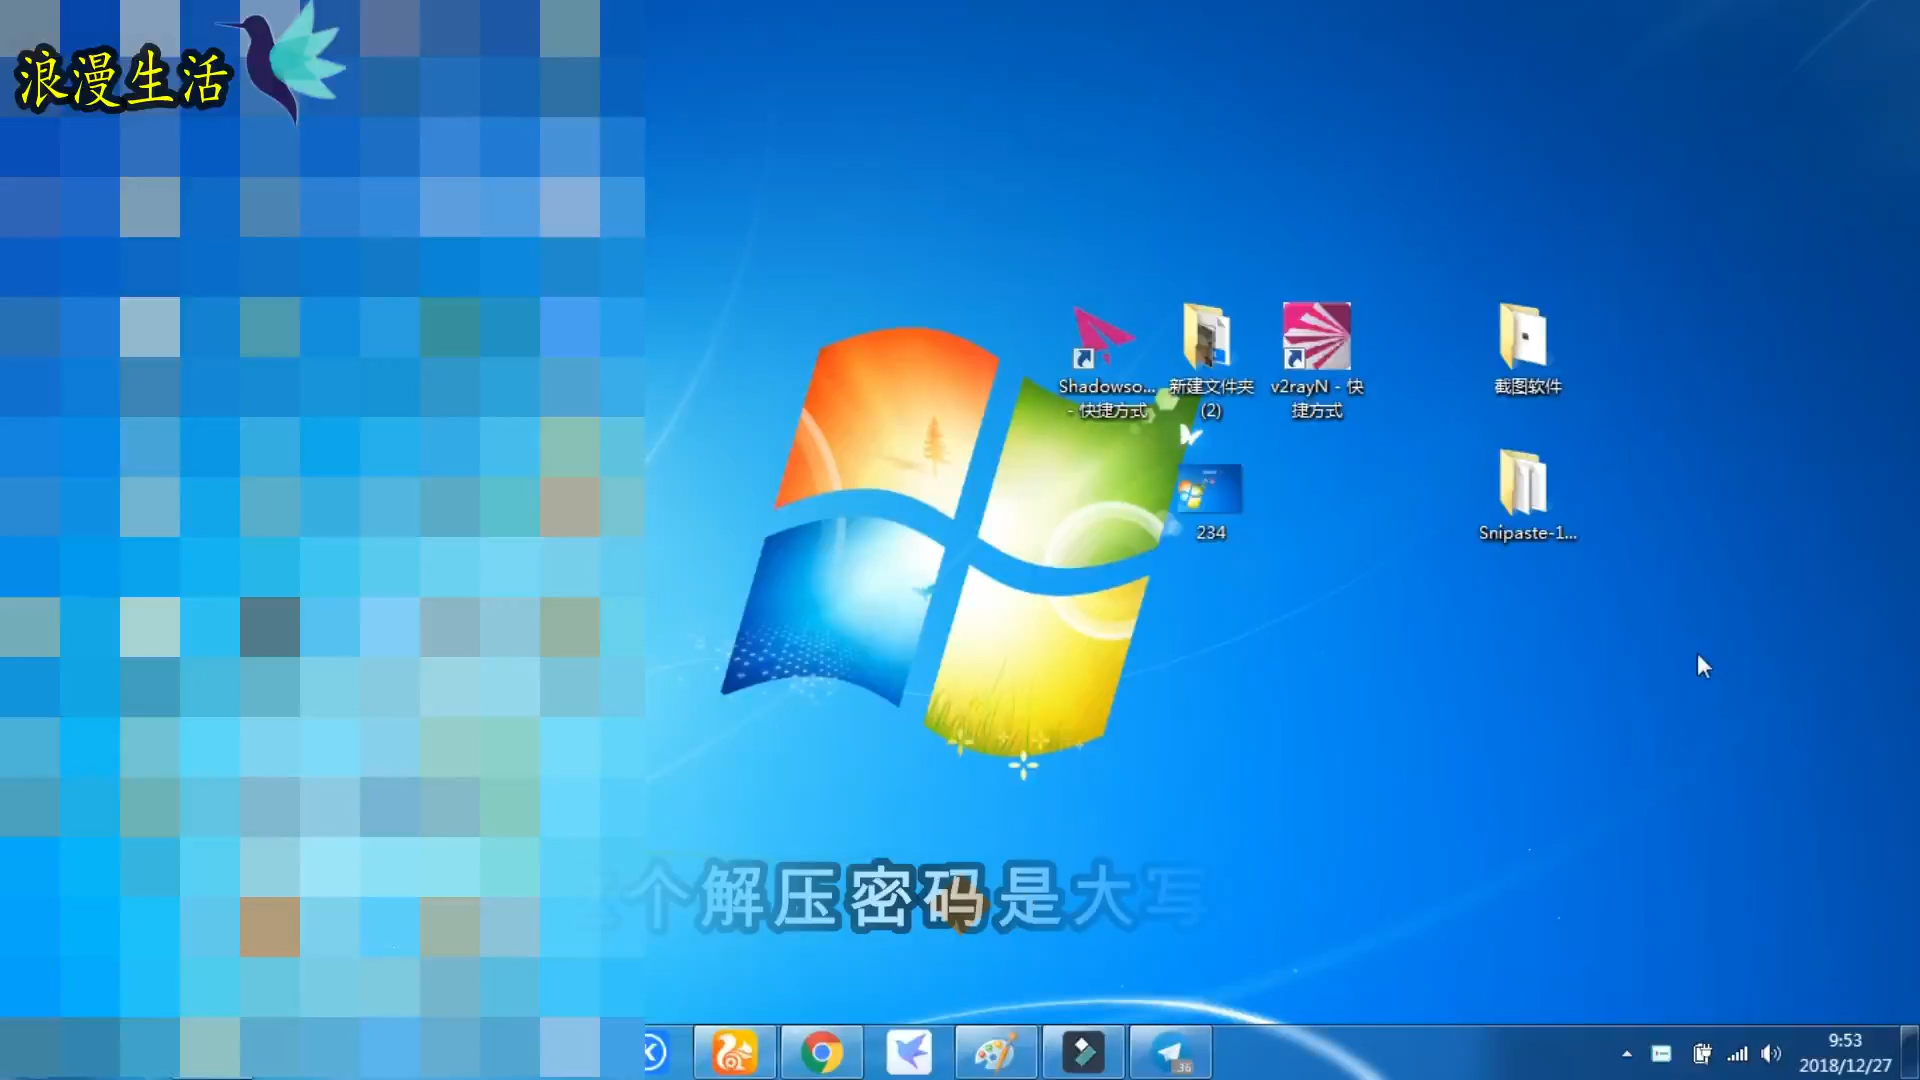 浪漫生活
Shadowso...
- 快捷方式
新建文件夹
(2)
v2rayN - 快
捷方式
截图软件
234
Snipaste-1...
个解压密码是大写
36
9:53
2018/12/27